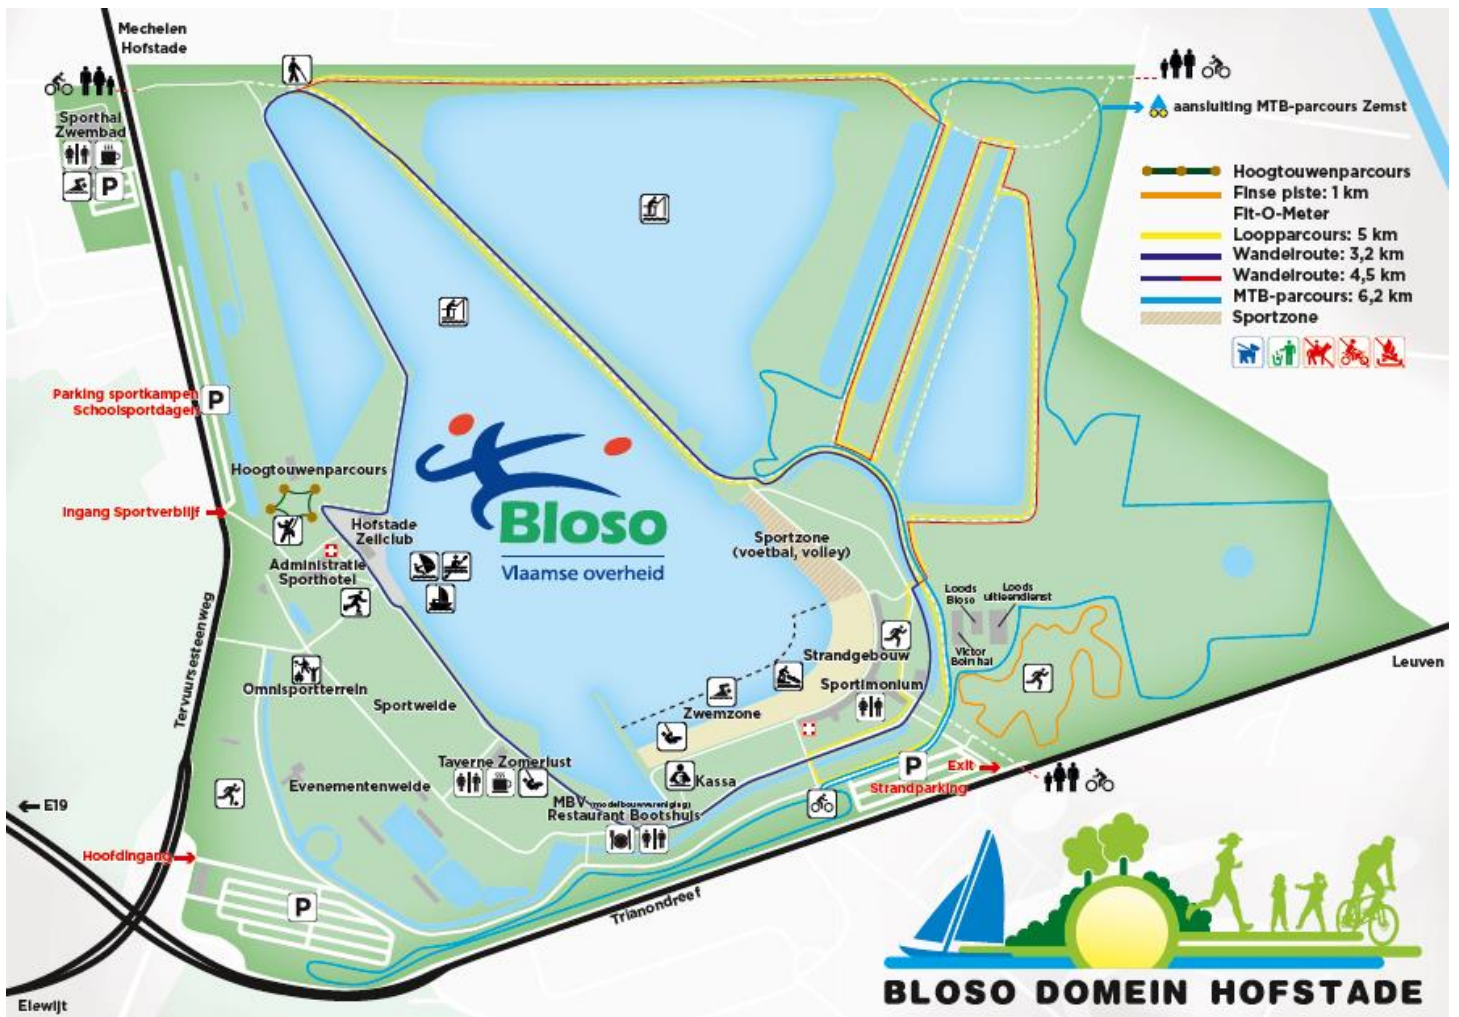 Mechelen
Hofstade
Sporthal
Zwembad
P
aansluiting MTB-parcours Zemst
Hoogtouwenparcours
Finse piste: 1 km
Fit-O-Meter
Loopparcours: 5 km
Wandelroute: 3,2 km
Wandelroute: 4,5 km
MTB-parcours: 6,2 km
Sportzone
Parking sportkampen
Schoolsportdagen
P
Hoogtouwenparcours
Ingang Sportverblijf
Hofstade
Zeilclub
Administratie
Sporthotel
Bloso
Vlaamse overheid
Sportzone
(voetbal, volley)
Loods
Bloso
Loods
uitleendienst
Victor
Boin hal
Tervuursesteenweg
Omnisportterrein
Sportweide
Strandgebouw
Sportimonium
Zwemzone
Leuven
Taverne Zomerlust
Evenementenweide
Kassa
MBV (modelbouwvereniging)
Restaurant Boothuis
P
Exit
Strandparking
E19
Hoofdingang
P
Trianondreef
Elewijt
BLOSO DOMEIN HOFSTADE